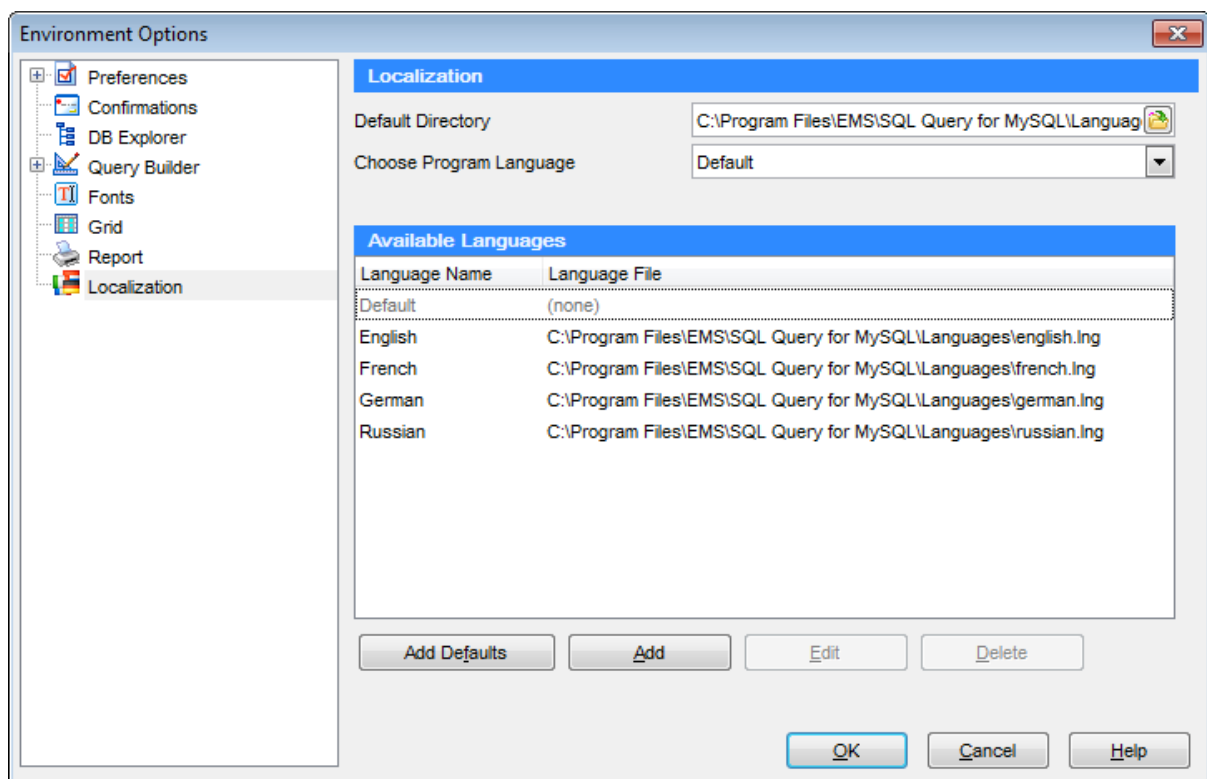 Environment Options
Preferences
Confirmations
DB Explorer
Query Builder
Fonts
Grid
Report
Localization
Localization
Default Directory
C:\Program Files\EMS\SQL Query for MySQL\Languag
Choose Program Language
Default
Available Languages
Language Name Language File
Default (none)
English C:\Program Files\EMS\SQL Query for MySQL\Languages\english.lng
French C:\Program Files\EMS\SQL Query for MySQL\Languages\french.lng
German C:\Program Files\EMS\SQL Query for MySQL\Languages\german.lng
Russian C:\Program Files\EMS\SQL Query for MySQL\Languages\russian.lng
Add Defaults Add Edit Delete
OK Cancel Help